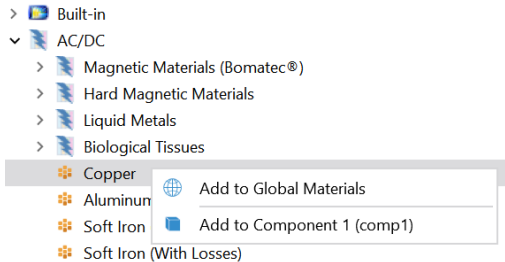 Built-in
AC/DC
Magnetic Materials (Bomatec®)
Hard Magnetic Materials
Liquid Metals
Biological Tissues
Copper
Add to Global Materials
Aluminum
Soft Iron
Add to Component 1 (comp1)
Soft Iron (With Losses)